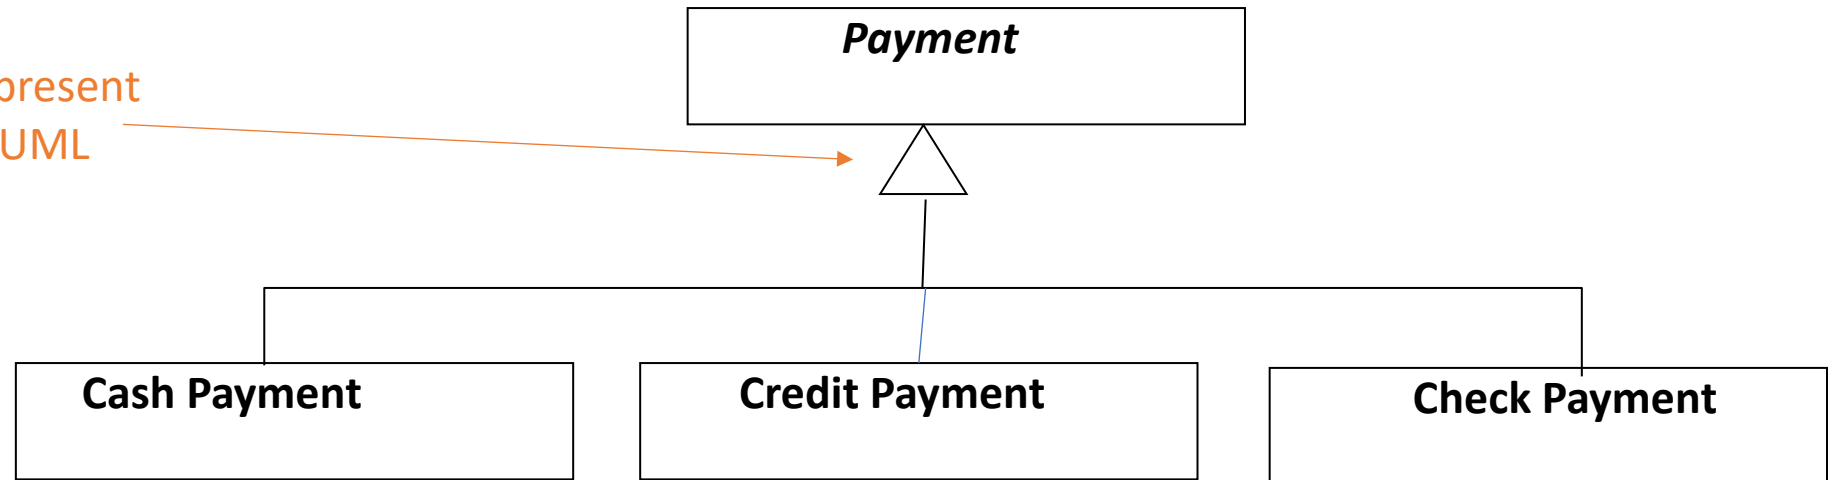 Payment
present
UML
Cash Payment
Credit Payment
Check Payment